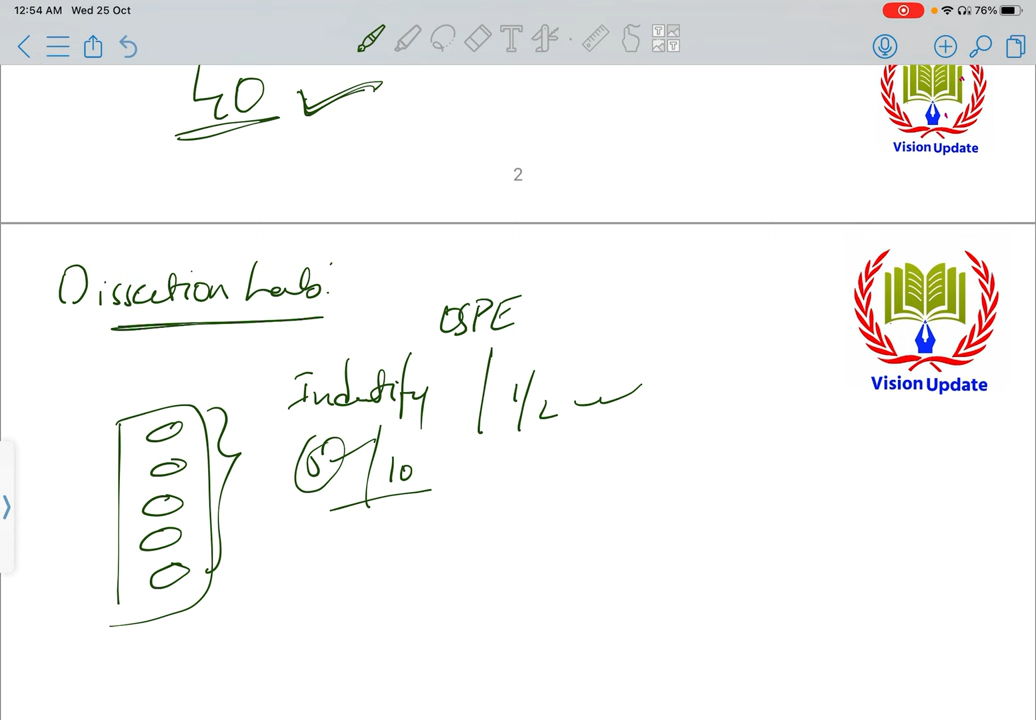 12:54 AM Wed 25 Oct
76%
40
Vision Update
2
Dissection Lab:
OSPE
Indutify / 1/2
/10
Vision Update